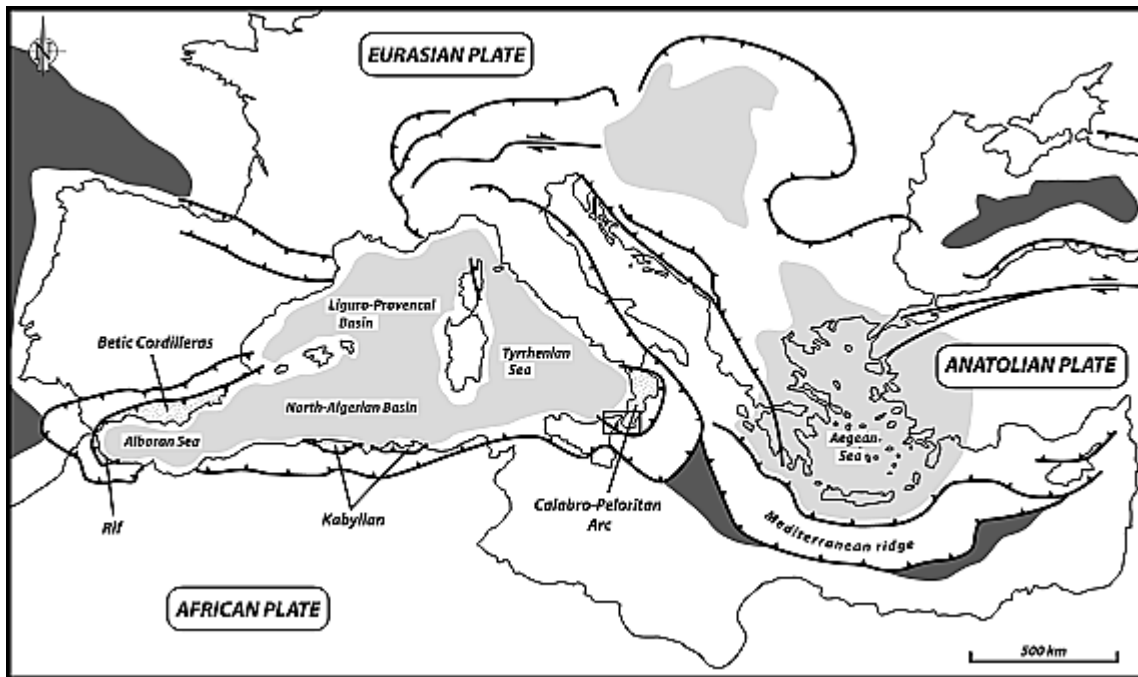 N
EURASIAN PLATE
Liguro-Provencal
Basin
Betic Cordilleras
Tyrrhenian
Sea
ANATOLIAN PLATE
North-Algerian Basin
Alboran Sea
Aegean
Sea
Rif
Kabylian
Calabro-Peloritan
Arc
Mediterranean ridge
AFRICAN PLATE
500 km